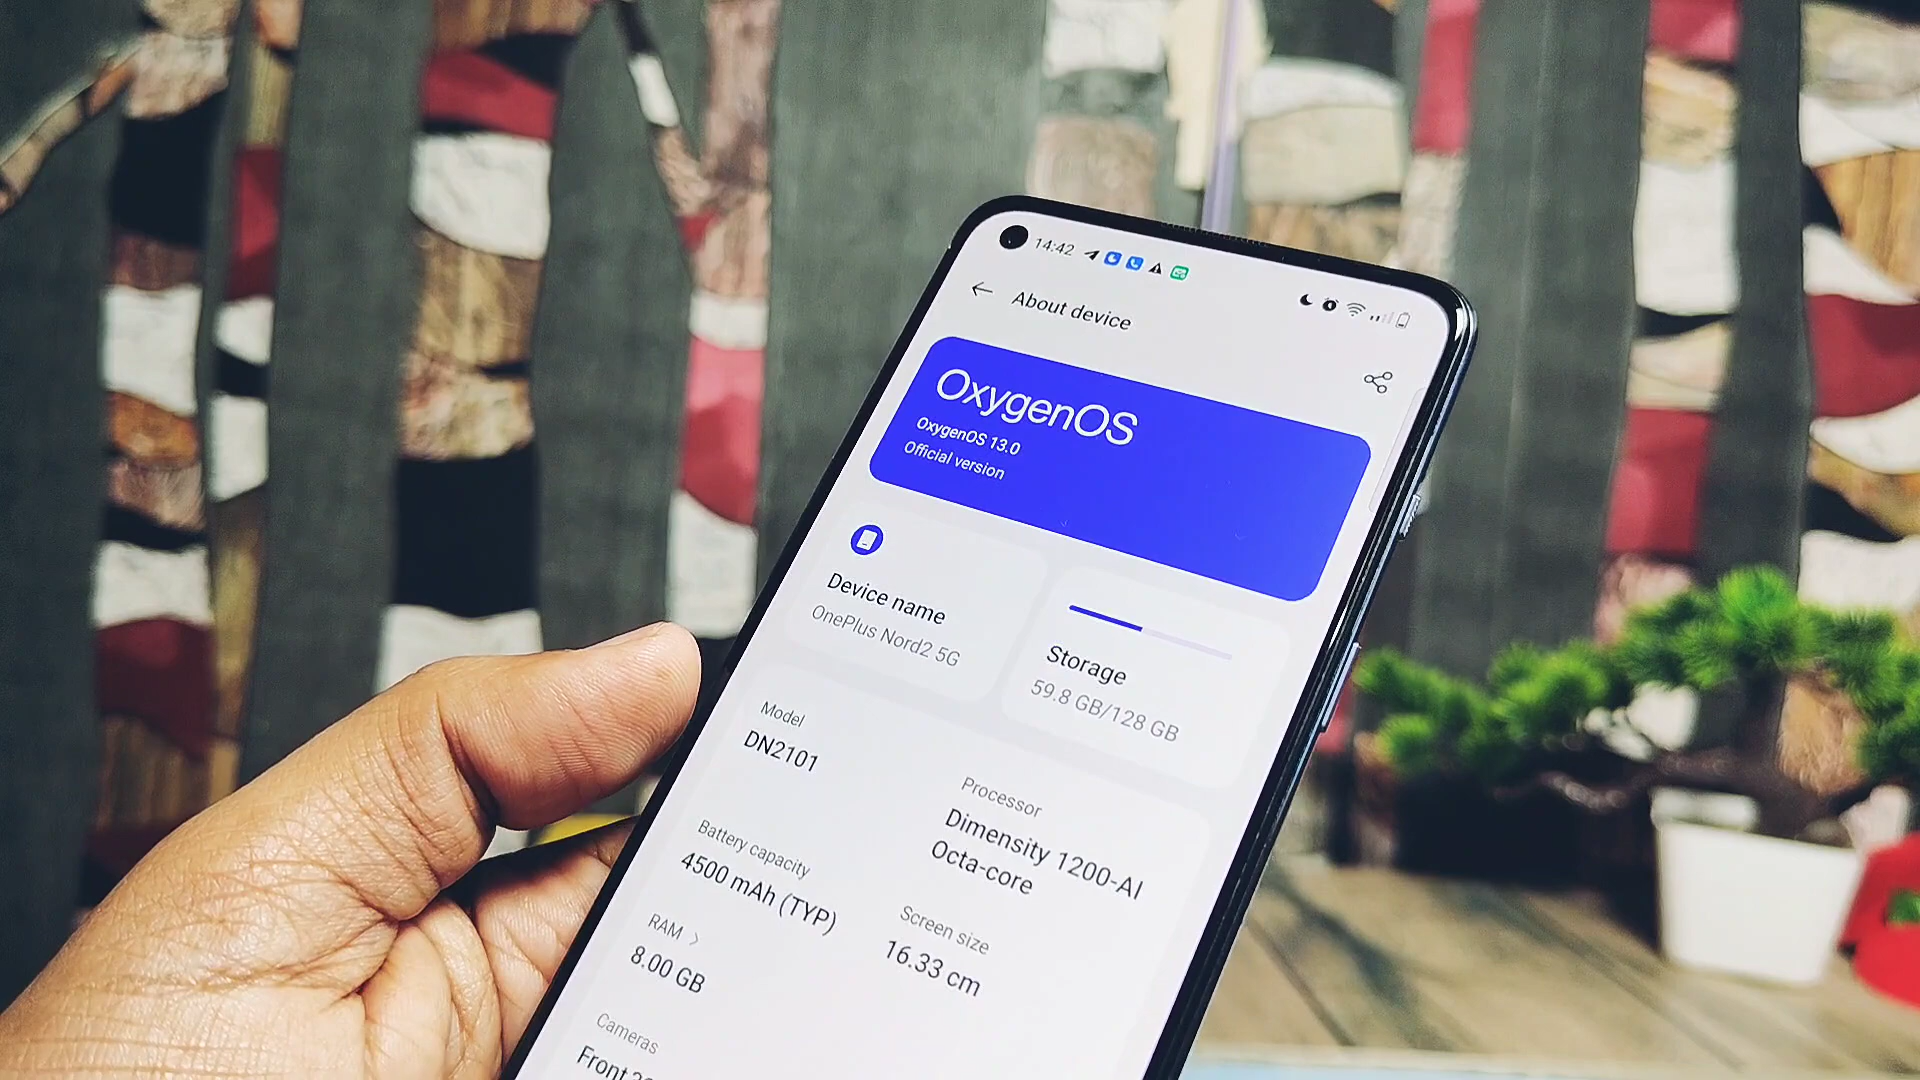 14:42
About device
OxygenOS
OxygenOS 13.0
Official version
Device name
OnePlus Nord2 5G
Storage
59.8 GB/128 GB
Model
DN2101
Processor
Dimensity 1200-AI
Octa-core
Battery capacity
4500 mAh (TYP)
Screen size
16.33 cm
RAM >
8.00 GB
Cameras
Front